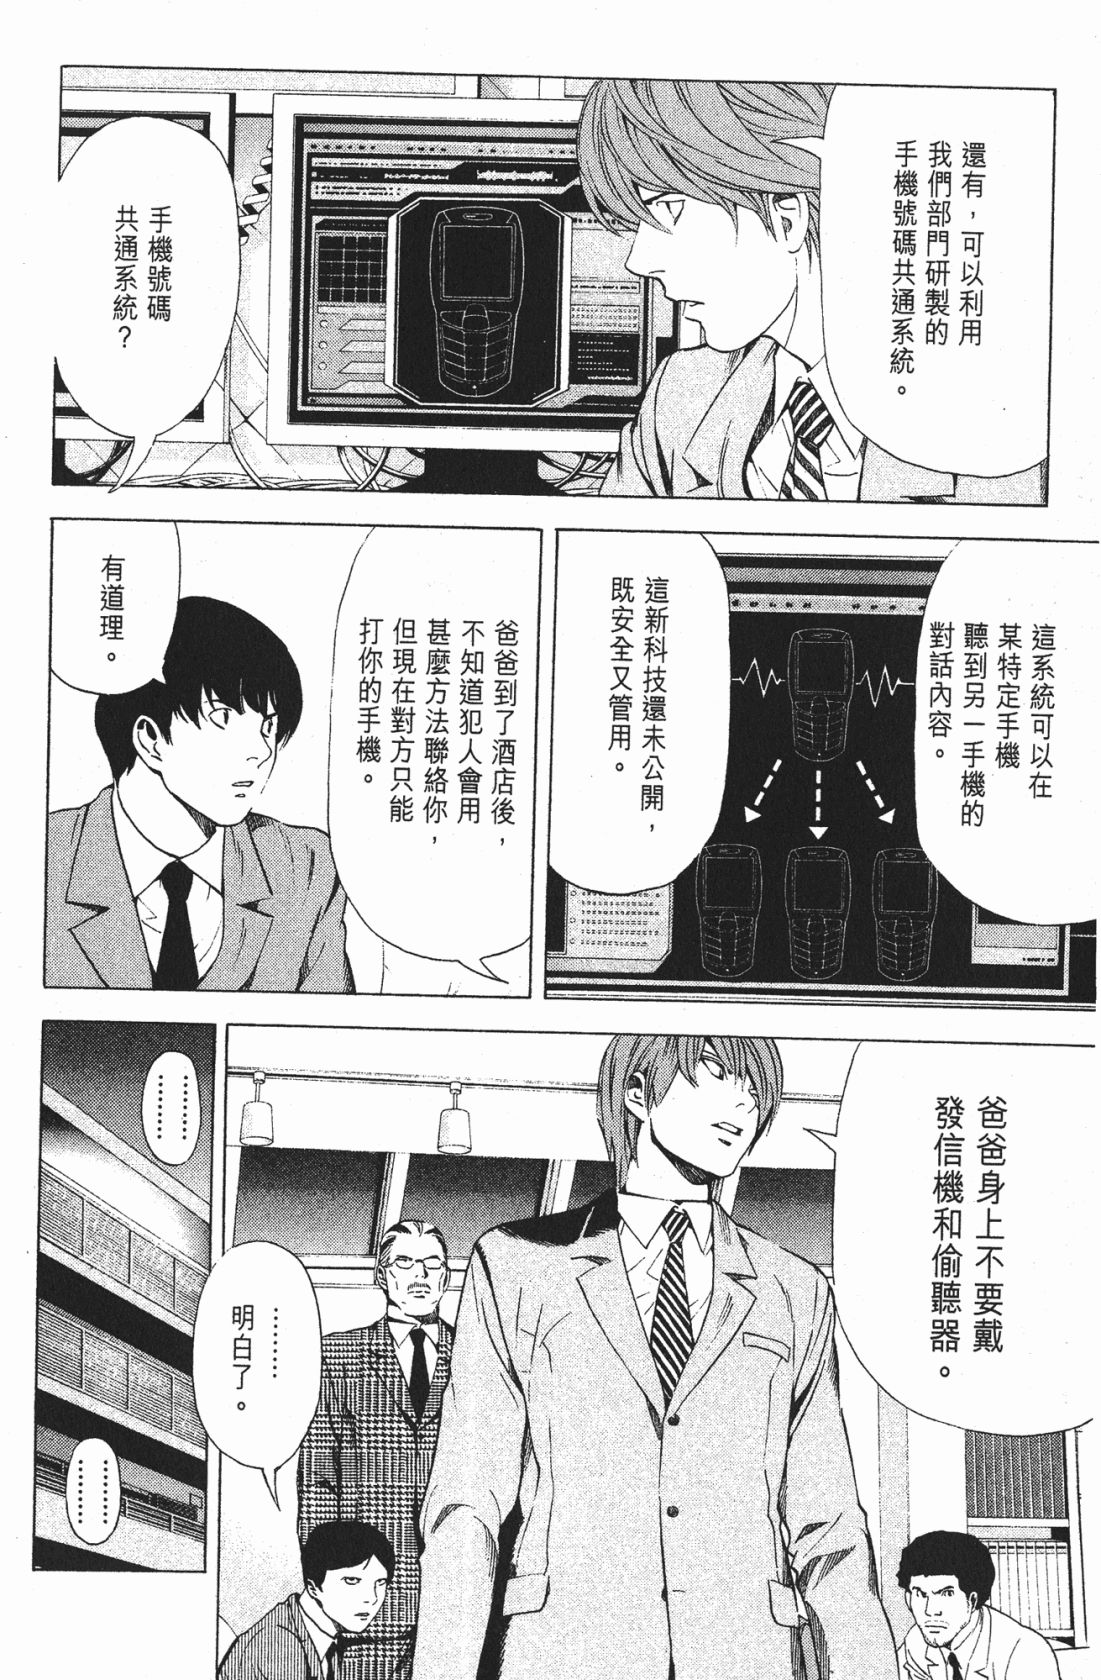 還有，可以利用
我們部門研製的
手機號碼共通系統。
手機號碼
共通系統？
這系統可以在
某特定手機
聽到另一手機的
對話內容。
這新科技還未公開，
既安全又管用。
爸爸到了酒店後，
不知道犯人會用
甚麼方法聯絡你，
但現在對方只能
打你的手機。
有道理。
爸爸身上不要戴
發信機和偷聽器。
………
明白了。
………
………